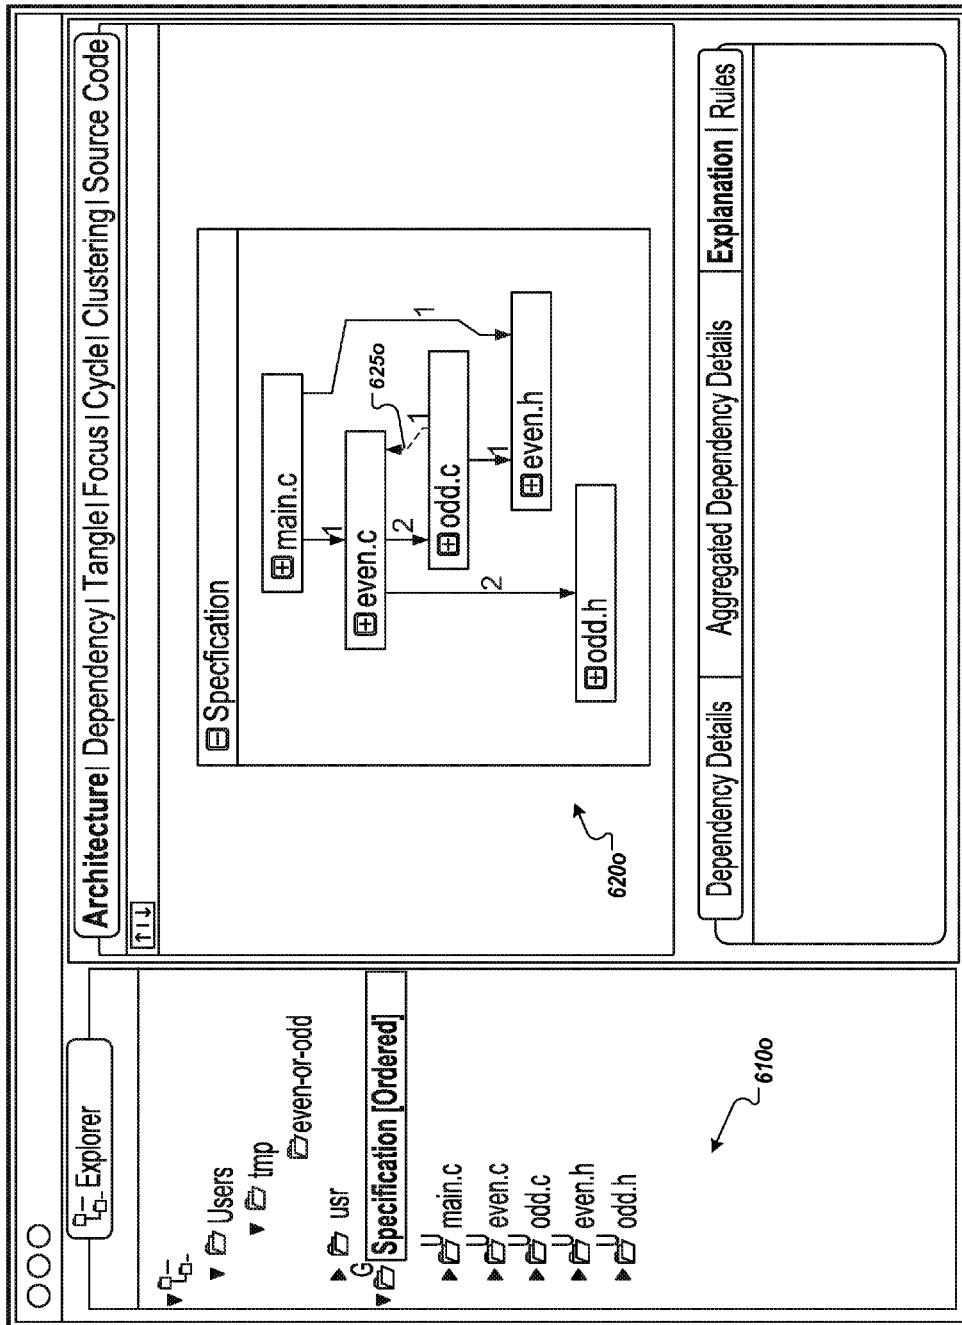 Explorer
Users
tmp
even-or-odd
usr
G
Specification [Ordered]
main.c
even.c
odd.c
even.h
odd.h
610o
Architecture| Dependency | Tangle | Focus | Cycle | Clustering | Source Code
↑|↓
Specfication
main.c
1
1
even.c
625o
2
1
odd.c
2
1
even.h
odd.h
620o
Dependency Details | Aggregated Dependency Details | Explanation | Rules